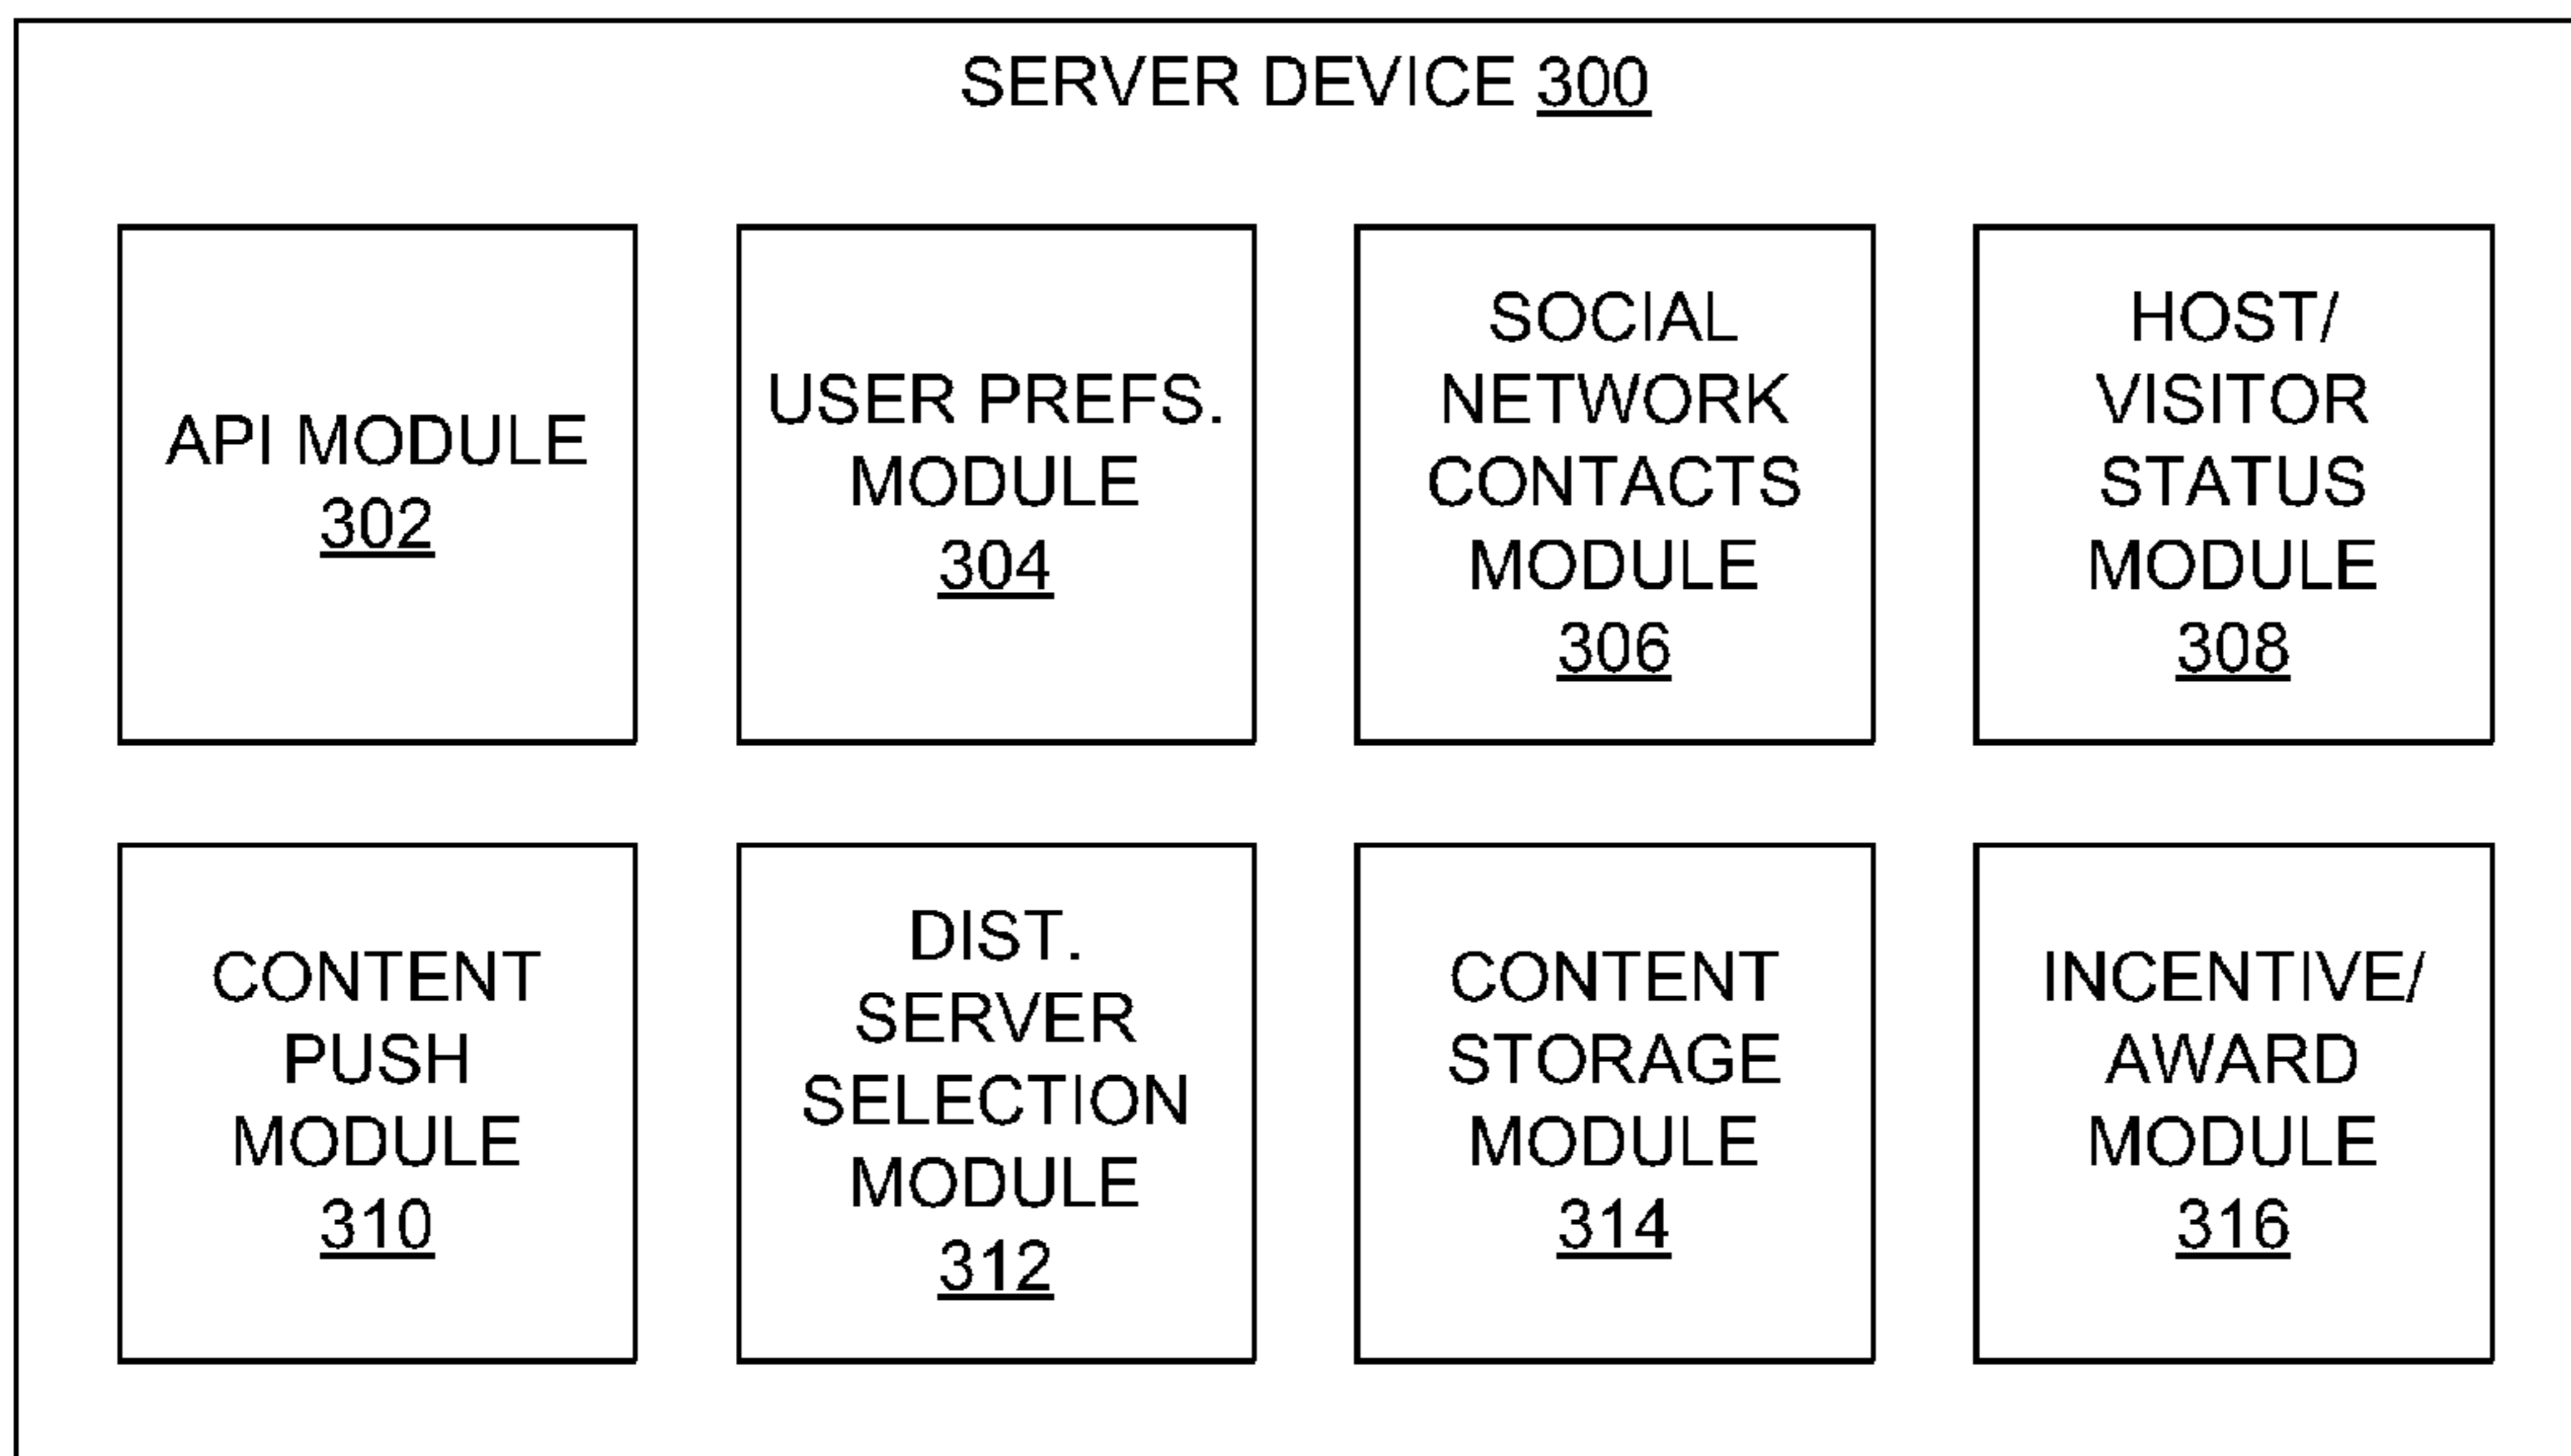 SERVER DEVICE 300
API MODULE
302
USER PREFS.
MODULE
304
SOCIAL
NETWORK
CONTACTS
MODULE
306
HOST/
VISITOR
STATUS
MODULE
308
CONTENT
PUSH
MODULE
310
DIST.
SERVER
SELECTION
MODULE
312
CONTENT
STORAGE
MODULE
314
INCENTIVE/
AWARD
MODULE
316